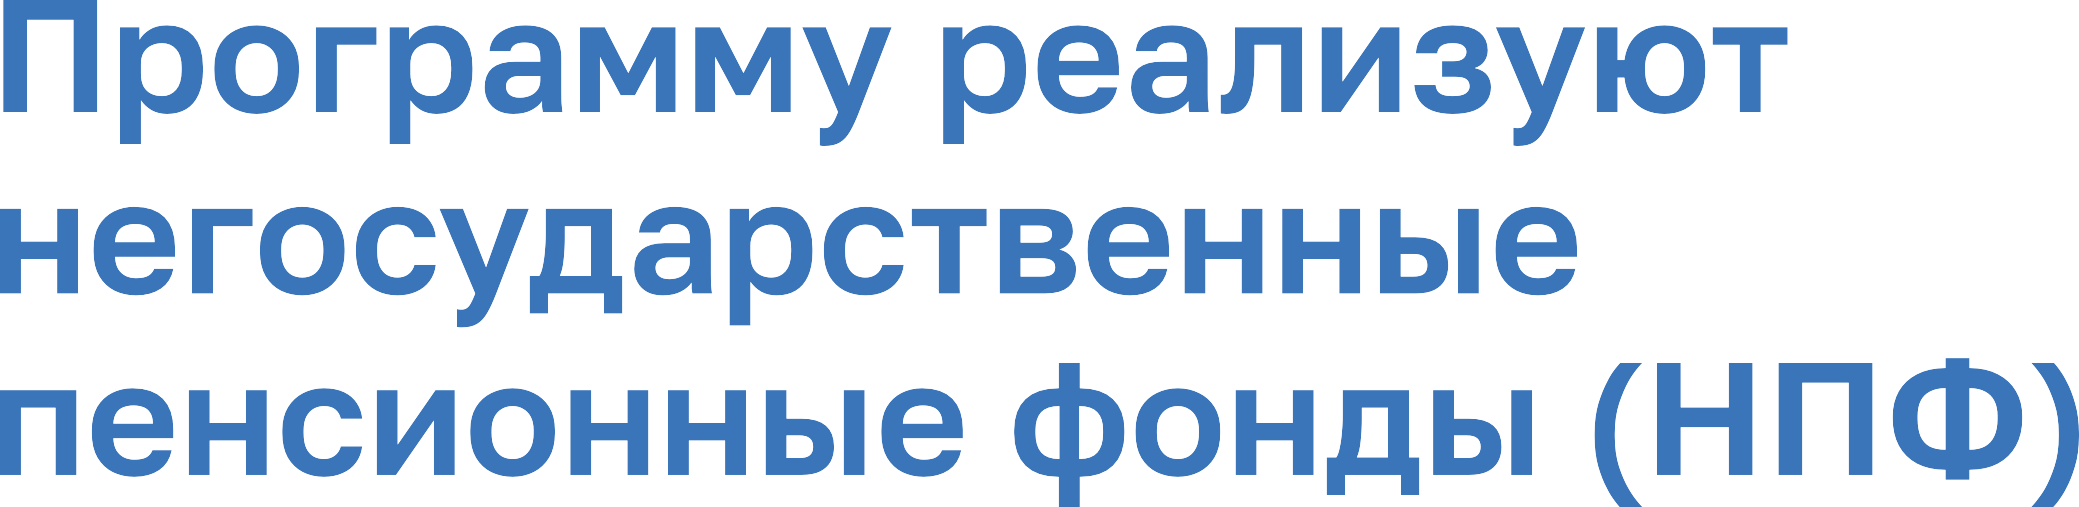 Программу реализуют
негосударственные
пенсионные фонды (НПФ)